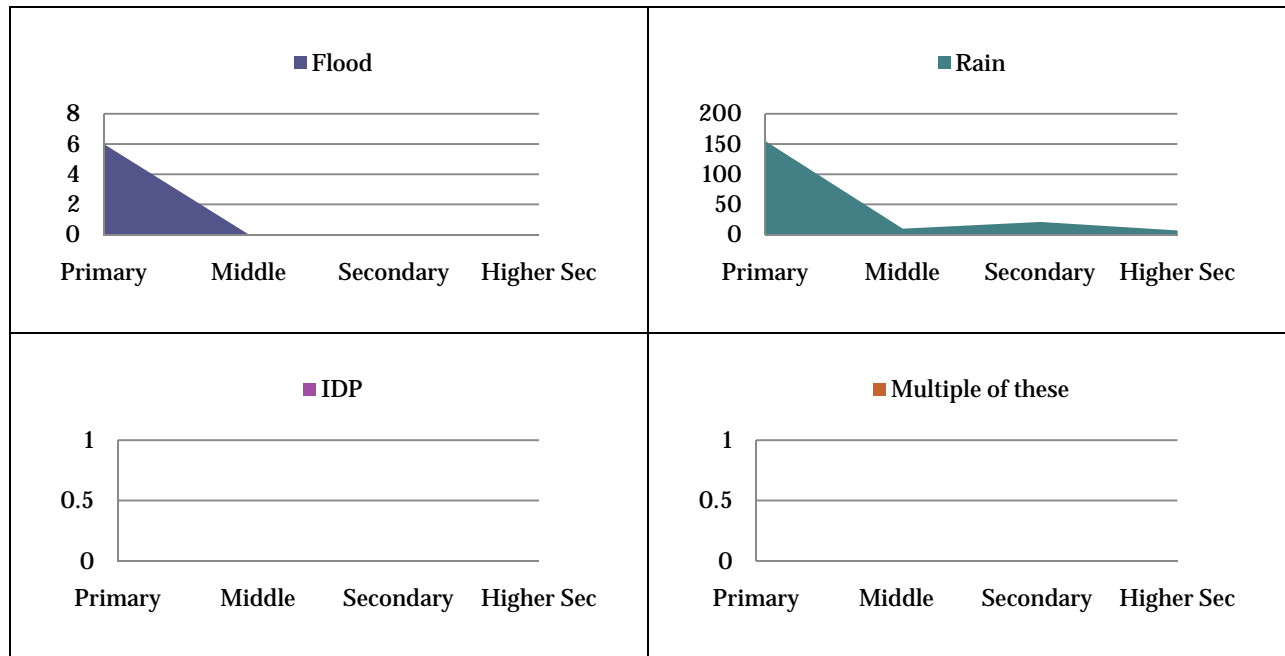 Flood
8
6
4
2
0
Primary Middle Secondary Higher Sec
Rain
200
150
100
50
0
Primary Middle Secondary Higher Sec
IDP
1
0.5
0
Primary Middle Secondary Higher Sec
Multiple of these
1
0.5
0
Primary Middle Secondary Higher Sec